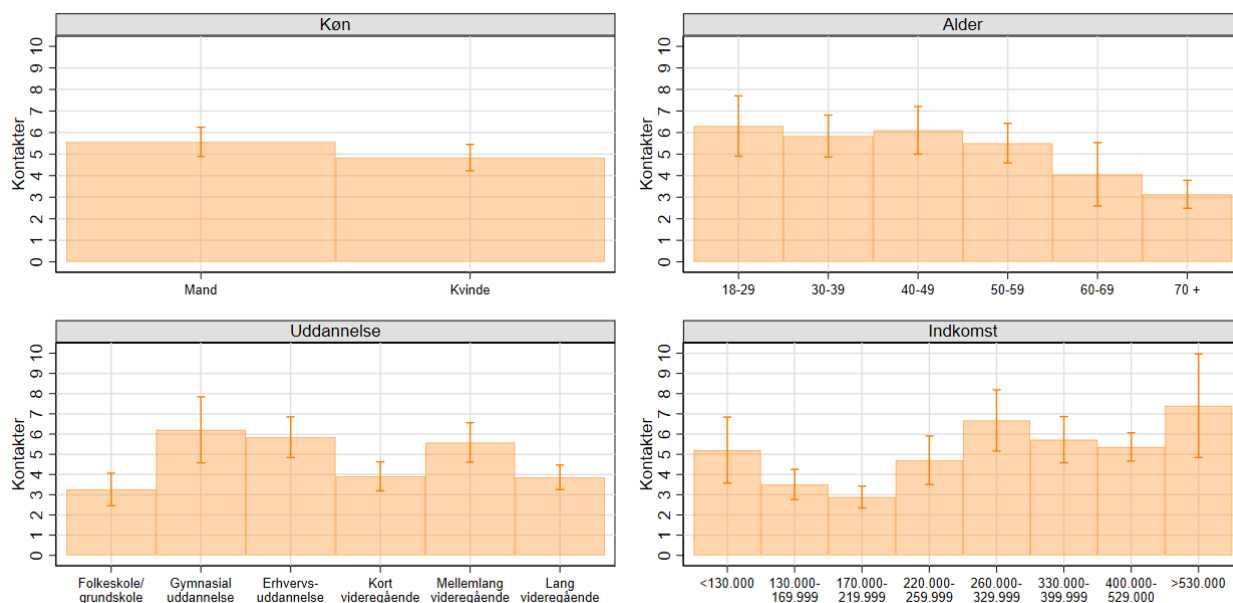 Køn
Kontakter
10
9
8
7
6
5
4
3
2
1
0
Mand
Kvinde
Alder
Kontakter
10
9
8
7
6
5
4
3
2
1
0
18-29
30-39
40-49
50-59
60-69
70 +
Uddannelse
Kontakter
10
9
8
7
6
5
4
3
2
1
0
Folkeskole/
grundskole
Gymnasial
uddannelse
Erhvervs-
uddannelse
Kort
videregående
Mellemlang
videregående
Lang
videregående
Indkomst
Kontakter
10
9
8
7
6
5
4
3
2
1
0
<130.000
130.000-
169.999
170.000-
219.999
220.000-
259.999
260.000-
329.999
330.000-
399.999
400.000-
529.000
>530.000